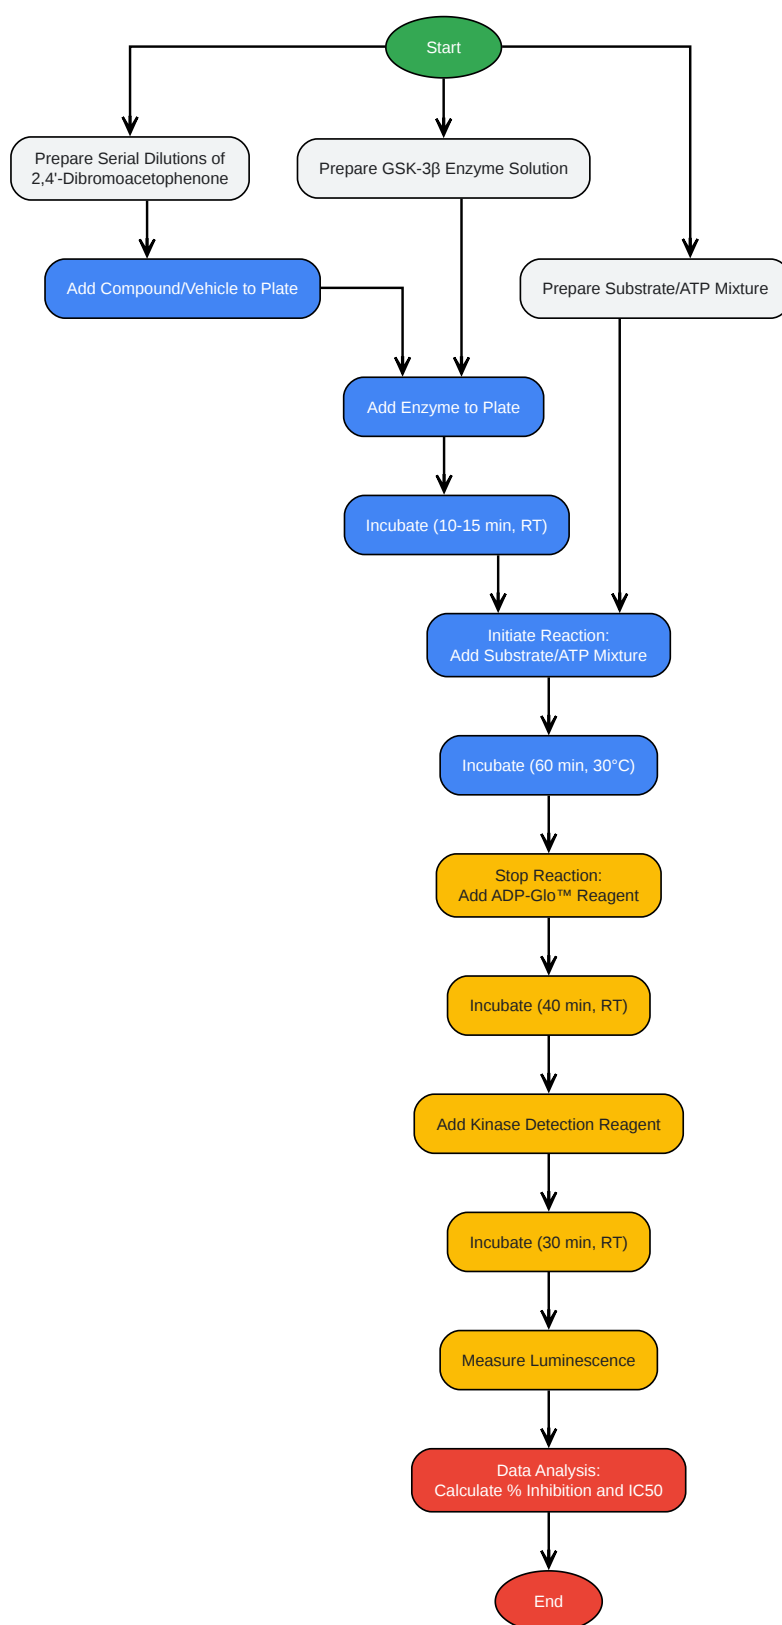 Start
Prepare Serial Dilutions of
2,4'-Dibromoacetophenone
Prepare GSK-3β Enzyme Solution
Add Compound/Vehicle to Plate
Prepare Substrate/ATP Mixture
Add Enzyme to Plate
Incubate (10-15 min, RT)
Initiate Reaction:
Add Substrate/ATP Mixture
Incubate (60 min, 30°C)
Stop Reaction:
Add ADP-Glo™ Reagent
Incubate (40 min, RT)
Add Kinase Detection Reagent
Incubate (30 min, RT)
Measure Luminescence
Data Analysis:
Calculate % Inhibition and IC50
End